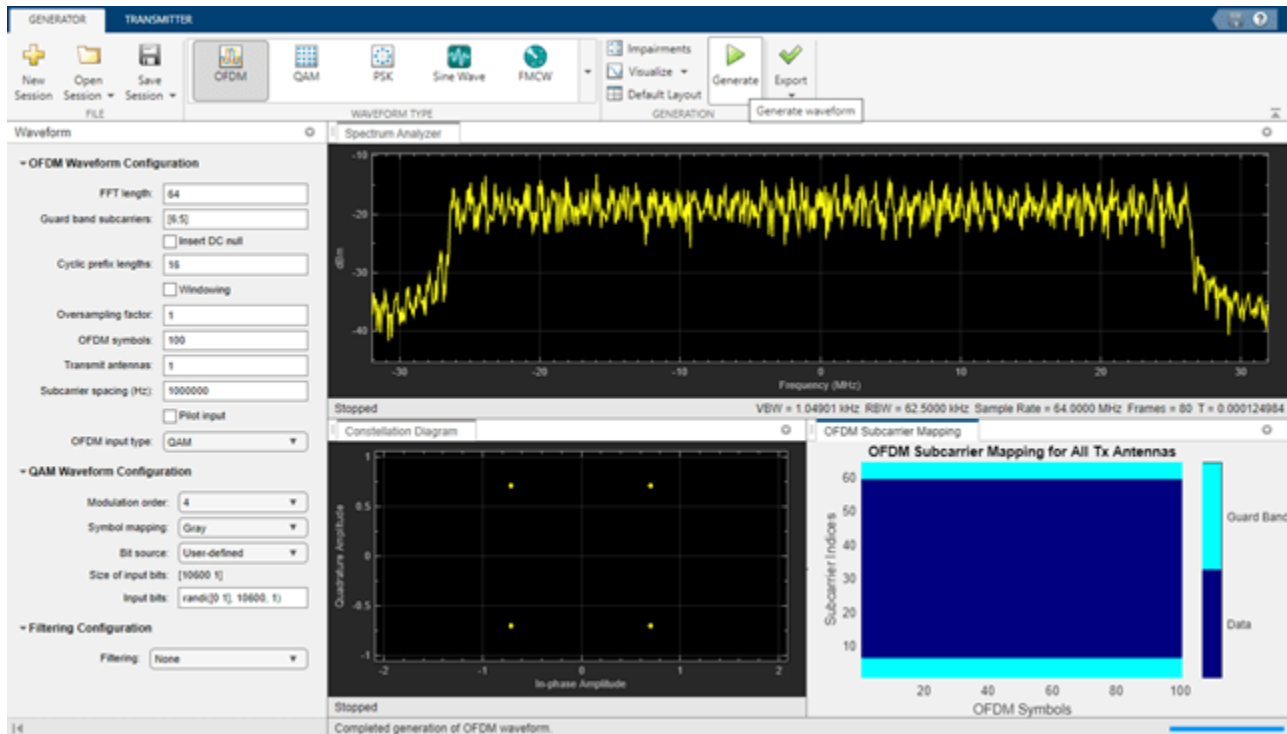 GENERATOR TRANSMITTER
?
New Session
Open Session
Save Session
FILE
OFDM
QAM
PSK
Sine Wave
FMCW
WAVEFORM TYPE
Impairments
Visualize
Default Layout
Generate
Export
GENERATION
Generate waveform
Waveform
OFDM Waveform Configuration
FFT length: 64
Guard band subcarriers: [6;5]
Insert DC null
Cyclic prefix lengths: 16
Windowing
Oversampling factor: 1
OFDM symbols: 100
Transmit antennas: 1
Subcarrier spacing (Hz): 1000000
Pilot input
OFDM input type: QAM
QAM Waveform Configuration
Modulation order: 4
Symbol mapping: Gray
Bit source: User-defined
Size of input bits: [10600 1]
Input bits: randi([0 1], 10600, 1)
Filtering Configuration
Filtering: None
Spectrum Analyzer
-10
-20
-30
-40
dBm
-30 -20 -10 0 10 20 30
Frequency (MHz)
Stopped
VBW = 1.04901 kHz RBW = 62.5000 kHz Sample Rate = 64.0000 MHz Frames = 80 T = 0.000124984
Constellation Diagram
1
0.5
0
-0.5
-1
Quadrature Amplitude
-2 -1 0 1 2
In-phase Amplitude
Stopped
OFDM Subcarrier Mapping
OFDM Subcarrier Mapping for All Tx Antennas
60
50
40
30
20
10
Subcarrier Indices
20 40 60 80 100
OFDM Symbols
Guard Band
Data
Completed generation of OFDM waveform.